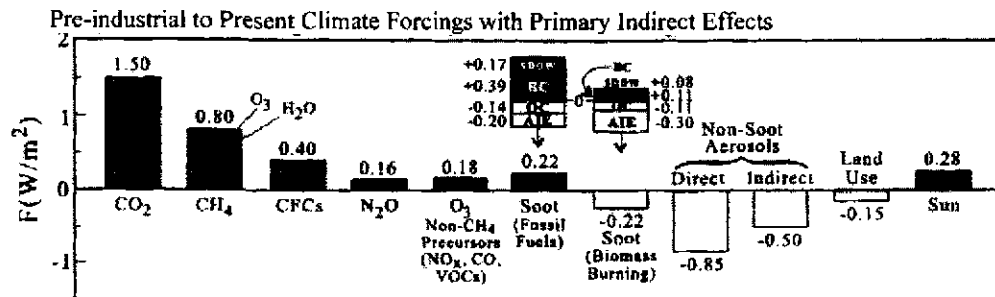 Pre-industrial to Present Climate Forcings with Primary Indirect Effects
F(W/m²)
2
1
0
-1
1.50
CO₂
0.80
O₃
H₂O
CH₄
0.40
CFCs
0.16
N₂O
0.18
O₃
Non-CH₄
Precursors
(NOₓ, CO,
VOCs)
+0.17 snow
+0.39 BC
-0.14 OC
-0.20 AIE
0.22
Soot
(Fossil
Fuels)
BC
0
snow +0.08
+0.11
OC -0.11
AIE -0.30
-0.22
Soot
(Biomass
Burning)
Non-Soot
Aerosols
Direct
-0.85
Indirect
-0.50
Land
Use
-0.15
0.28
Sun